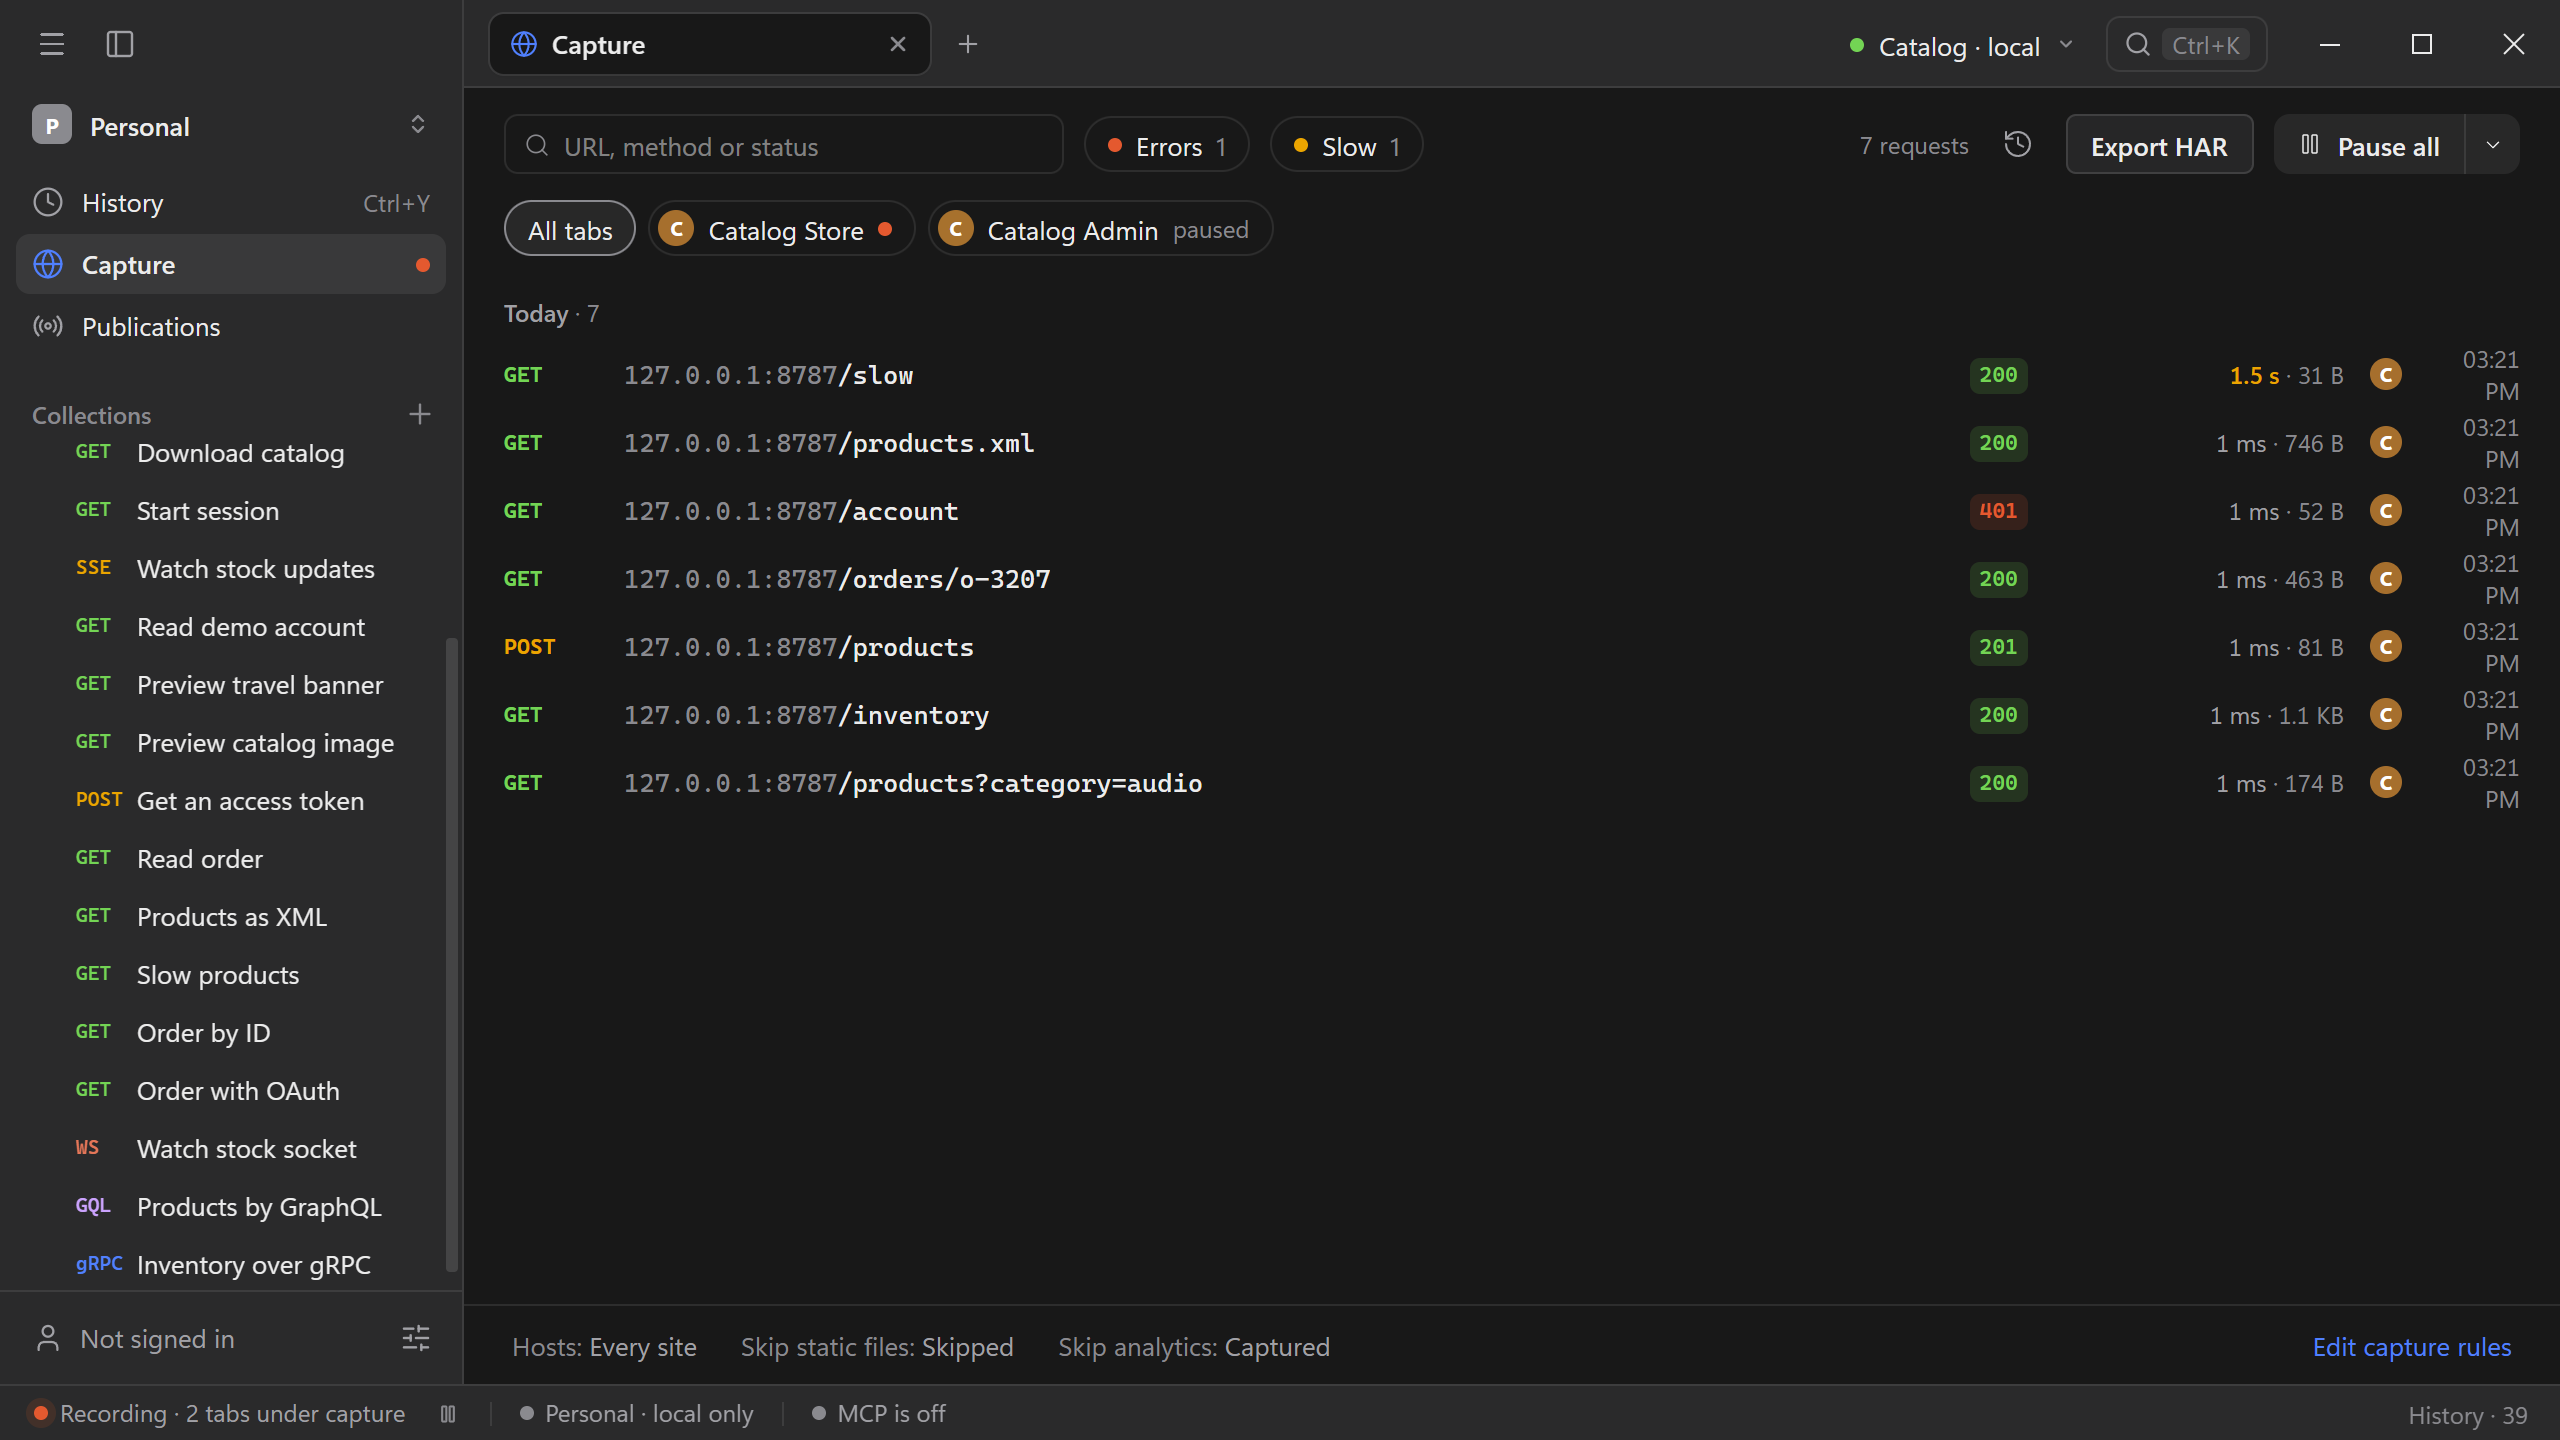 Capture
Catalog · local
Ctrl+K
P Personal
History Ctrl+Y
Capture
Publications
Collections
GET Download catalog
GET Start session
SSE Watch stock updates
GET Read demo account
GET Preview travel banner
GET Preview catalog image
POST Get an access token
GET Read order
GET Products as XML
GET Slow products
GET Order by ID
GET Order with OAuth
WS Watch stock socket
GQL Products by GraphQL
gRPC Inventory over gRPC
Not signed in
URL, method or status
Errors 1
Slow 1
7 requests
Export HAR
Pause all
All tabs
C Catalog Store
C Catalog Admin paused
Today · 7
GET 127.0.0.1:8787/slow 200 1.5 s · 31 B C 03:21 PM
GET 127.0.0.1:8787/products.xml 200 1 ms · 746 B C 03:21 PM
GET 127.0.0.1:8787/account 401 1 ms · 52 B C 03:21 PM
GET 127.0.0.1:8787/orders/o-3207 200 1 ms · 463 B C 03:21 PM
POST 127.0.0.1:8787/products 201 1 ms · 81 B C 03:21 PM
GET 127.0.0.1:8787/inventory 200 1 ms · 1.1 KB C 03:21 PM
GET 127.0.0.1:8787/products?category=audio 200 1 ms · 174 B C 03:21 PM
Hosts: Every site Skip static files: Skipped Skip analytics: Captured Edit capture rules
Recording · 2 tabs under capture Personal · local only MCP is off History · 39